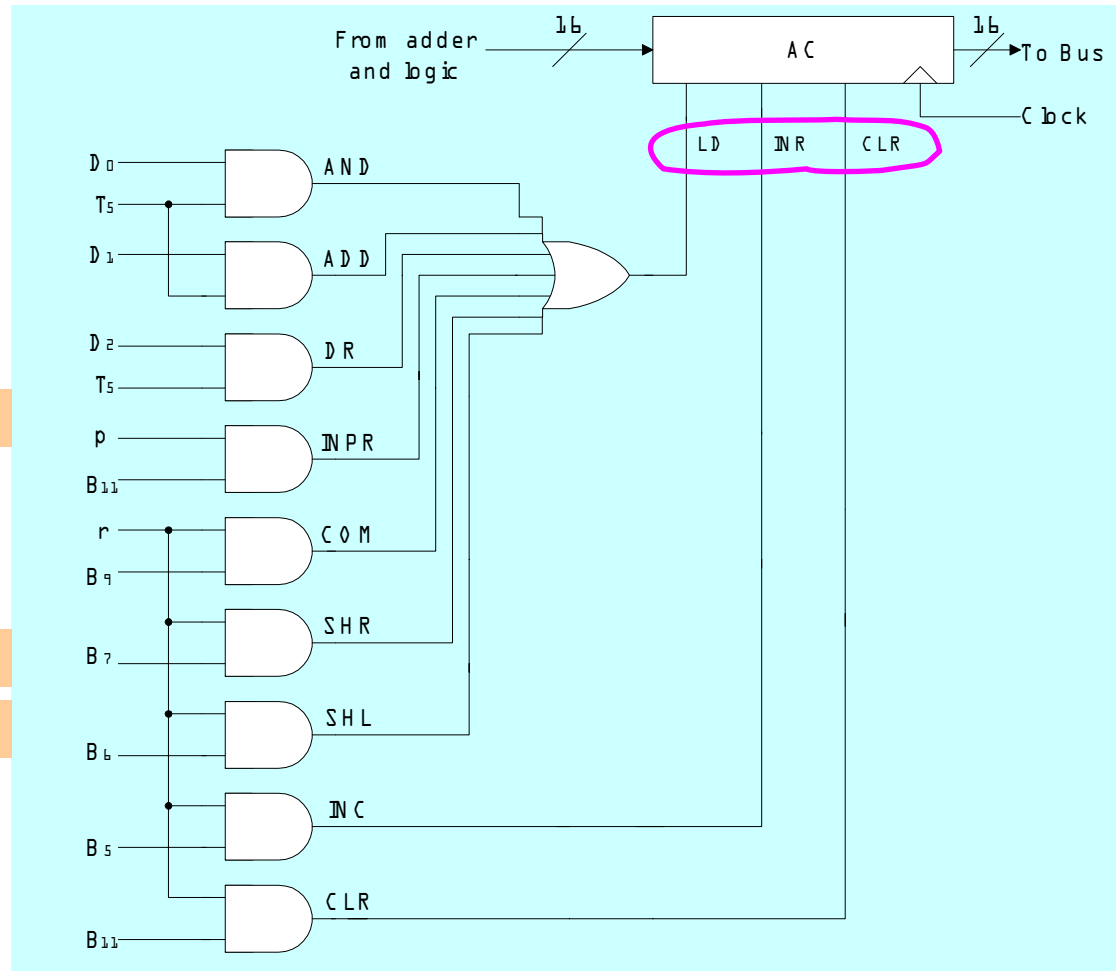 16
16
From adder
and logic
AC
To Bus
Clock
LD INR CLR
D0
AND
T5
D1
ADD
D2
DR
T5
p
INPR
B11
r
COM
B9
SHR
B7
SHL
B6
INC
B5
CLR
B11